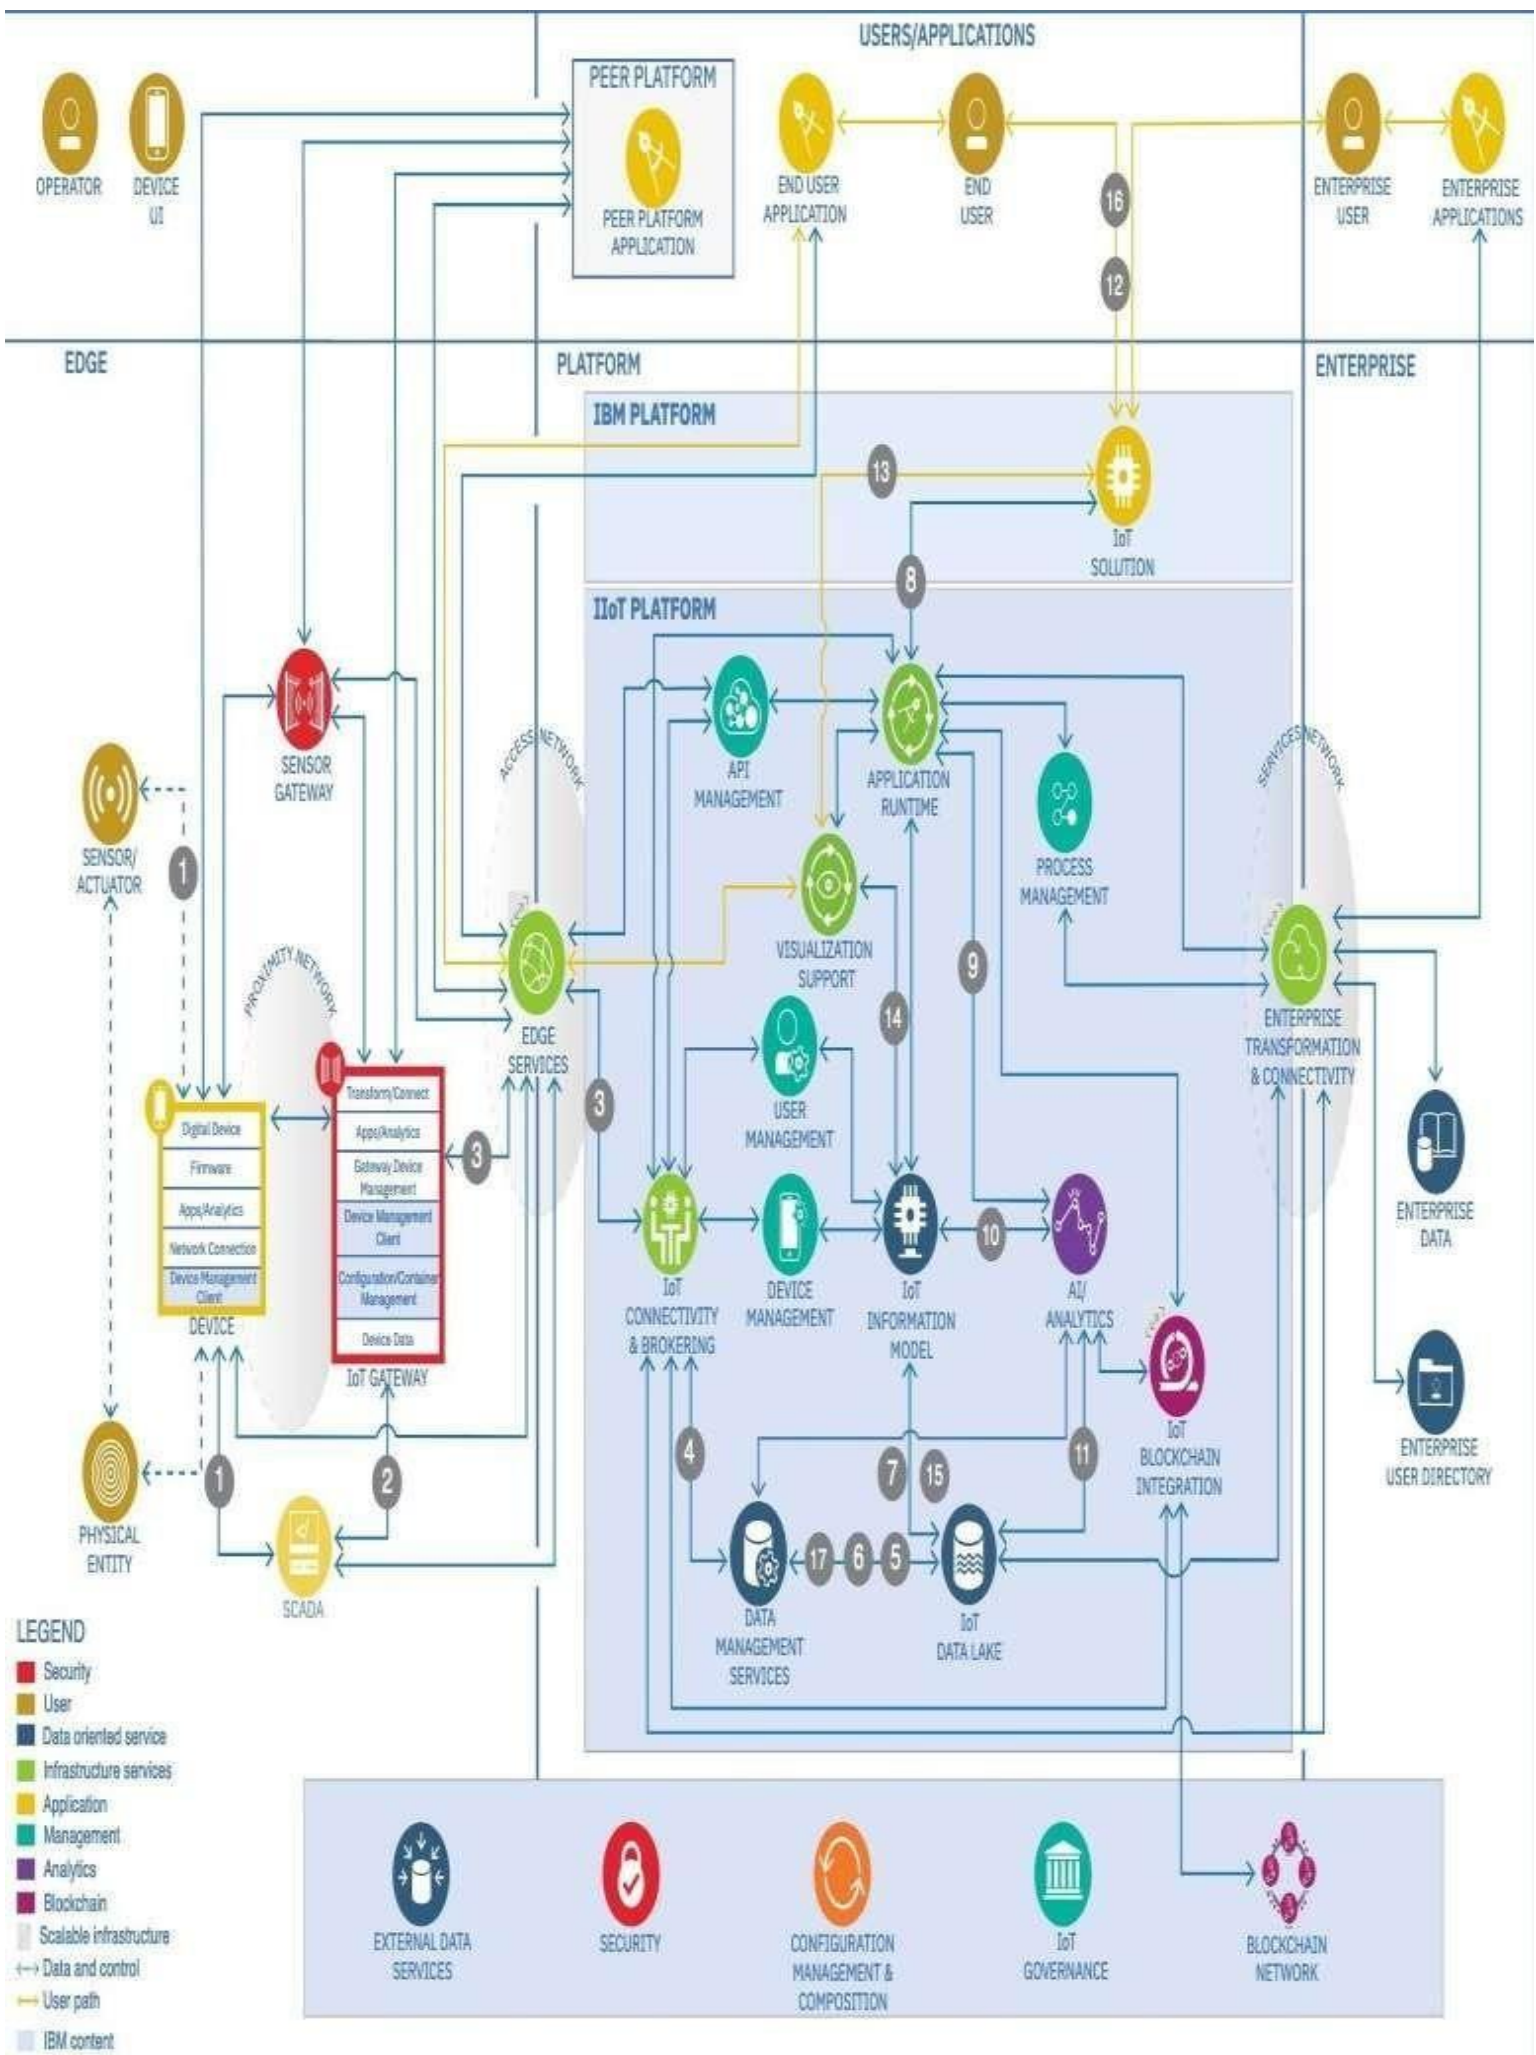 USERS/APPLICATIONS
OPERATOR
DEVICE
UI
PEER PLATFORM
PEER PLATFORM
APPLICATION
END USER
APPLICATION
END
USER
ENTERPRISE
USER
ENTERPRISE
APPLICATIONS
16
12
EDGE
PLATFORM
ENTERPRISE
IBM PLATFORM
13
IoT
SOLUTION
8
IIoT PLATFORM
SENSOR
GATEWAY
ACCESS NETWORK
API
MANAGEMENT
APPLICATION
RUNTIME
SERVICES NETWORK
SENSOR/
ACTUATOR
1
PROCESS
MANAGEMENT
VISUALIZATION
SUPPORT
9
14
PROXIMITY NETWORK
EDGE
SERVICES
ENTERPRISE
TRANSFORMATION
& CONNECTIVITY
USER
MANAGEMENT
3
3
Digital Device
Firmware
Apps/Analytics
Network Connection
Device Management
Client
DEVICE
Transform/Connect
Apps/Analytics
Gateway Device
Management
Device Management
Client
Configuration/Container
Management
Device Data
IoT GATEWAY
IoT
CONNECTIVITY
& BROKERING
DEVICE
MANAGEMENT
IoT
INFORMATION
MODEL
10
AI/
ANALYTICS
ENTERPRISE
DATA
IoT
BLOCKCHAIN
INTEGRATION
ENTERPRISE
USER DIRECTORY
1
2
4
7
15
11
PHYSICAL
ENTITY
SCADA
17
6
5
DATA
MANAGEMENT
SERVICES
IoT
DATA LAKE
LEGEND
Security
User
Data oriented service
Infrastructure services
Application
Management
Analytics
Blockchain
Scalable infrastructure
Data and control
User path
IBM content
EXTERNAL DATA
SERVICES
SECURITY
CONFIGURATION
MANAGEMENT &
COMPOSITION
IoT
GOVERNANCE
BLOCKCHAIN
NETWORK